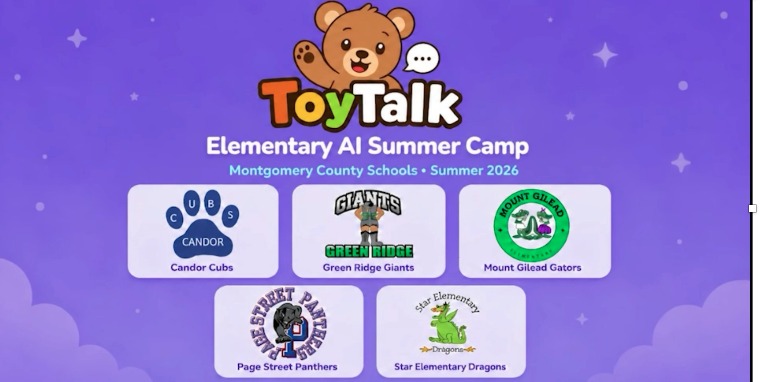 ToyTalk
Elementary AI Summer Camp
Montgomery County Schools • Summer 2026
CUBS
CANDOR
Candor Cubs
GIANTS
GREEN RIDGE
Green Ridge Giants
MOUNT GILEAD
ELEMENTARY
Mount Gilead Gators
PAGE STREET PANTHERS
P
Page Street Panthers
Star Elementary
Dragons
Star Elementary Dragons